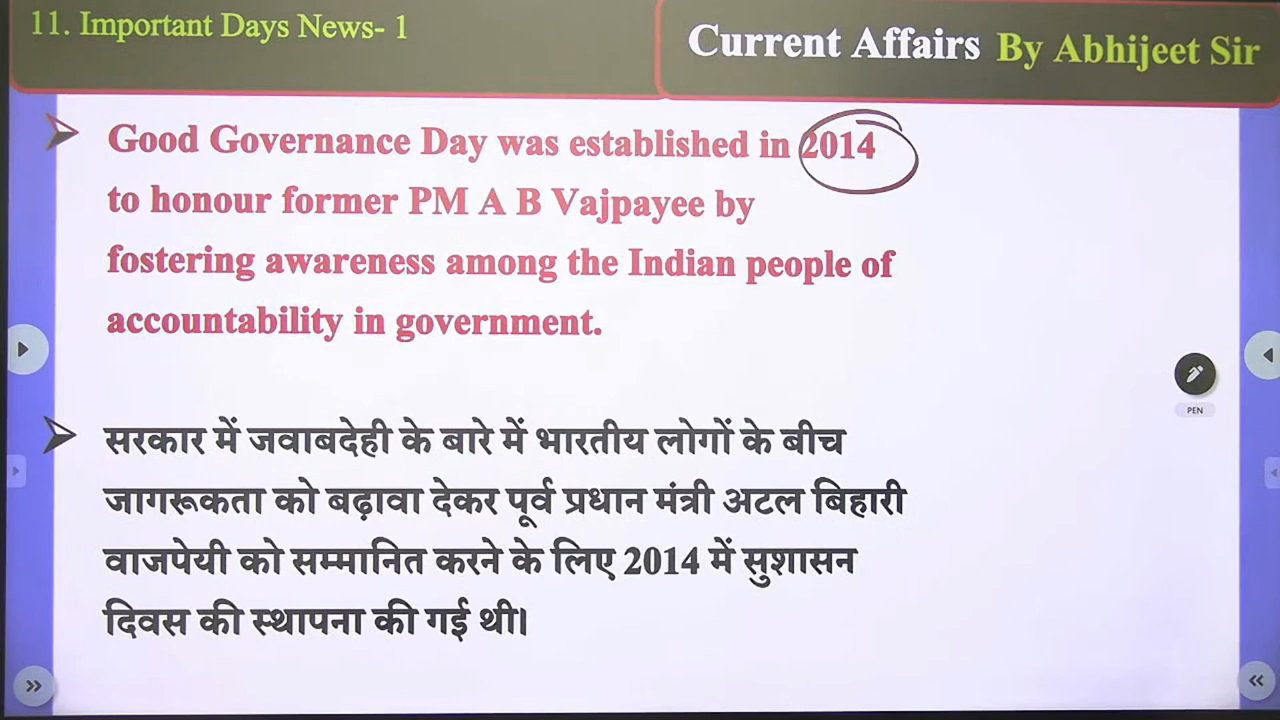 11. Important Days News- 1
Current Affairs By Abhijeet Sir
Good Governance Day was established in 2014
to honour former PM A B Vajpayee by
fostering awareness among the Indian people of
accountability in government.
PEN
सरकार में जवाबदेही के बारे में भारतीय लोगों के बीच
जागरूकता को बढ़ावा देकर पूर्व प्रधान मंत्री अटल बिहारी
वाजपेयी को सम्मानित करने के लिए 2014 में सुशासन
दिवस की स्थापना की गई थी।